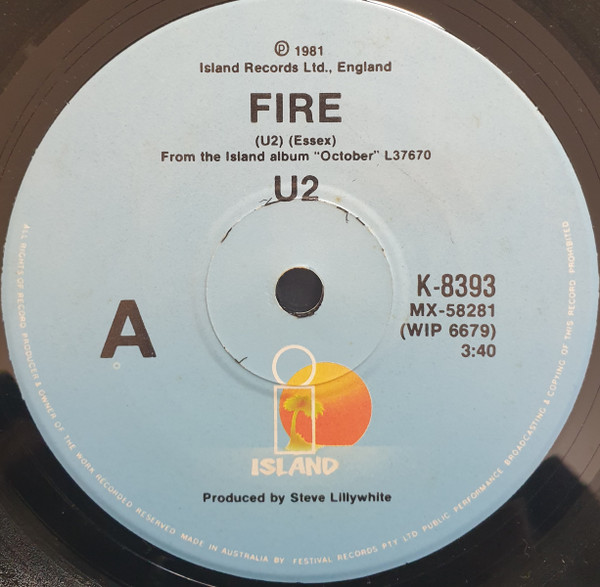 ℗ 1981
Island Records Ltd., England
FIRE
(U2) (Essex)
From the Island album "October" L37670
U2
A
K-8393
MX-58281
(WIP 6679)
3:40
ISLAND
Produced by Steve Lillywhite
ALL RIGHTS OF RECORD PRODUCER & OWNER OF THE WORK RECORDED RESERVED MADE IN AUSTRALIA BY FESTIVAL RECORDS PTY LTD PUBLIC PERFORMANCE BROADCASTING & COPYING OF THIS RECORD PROHIBITED